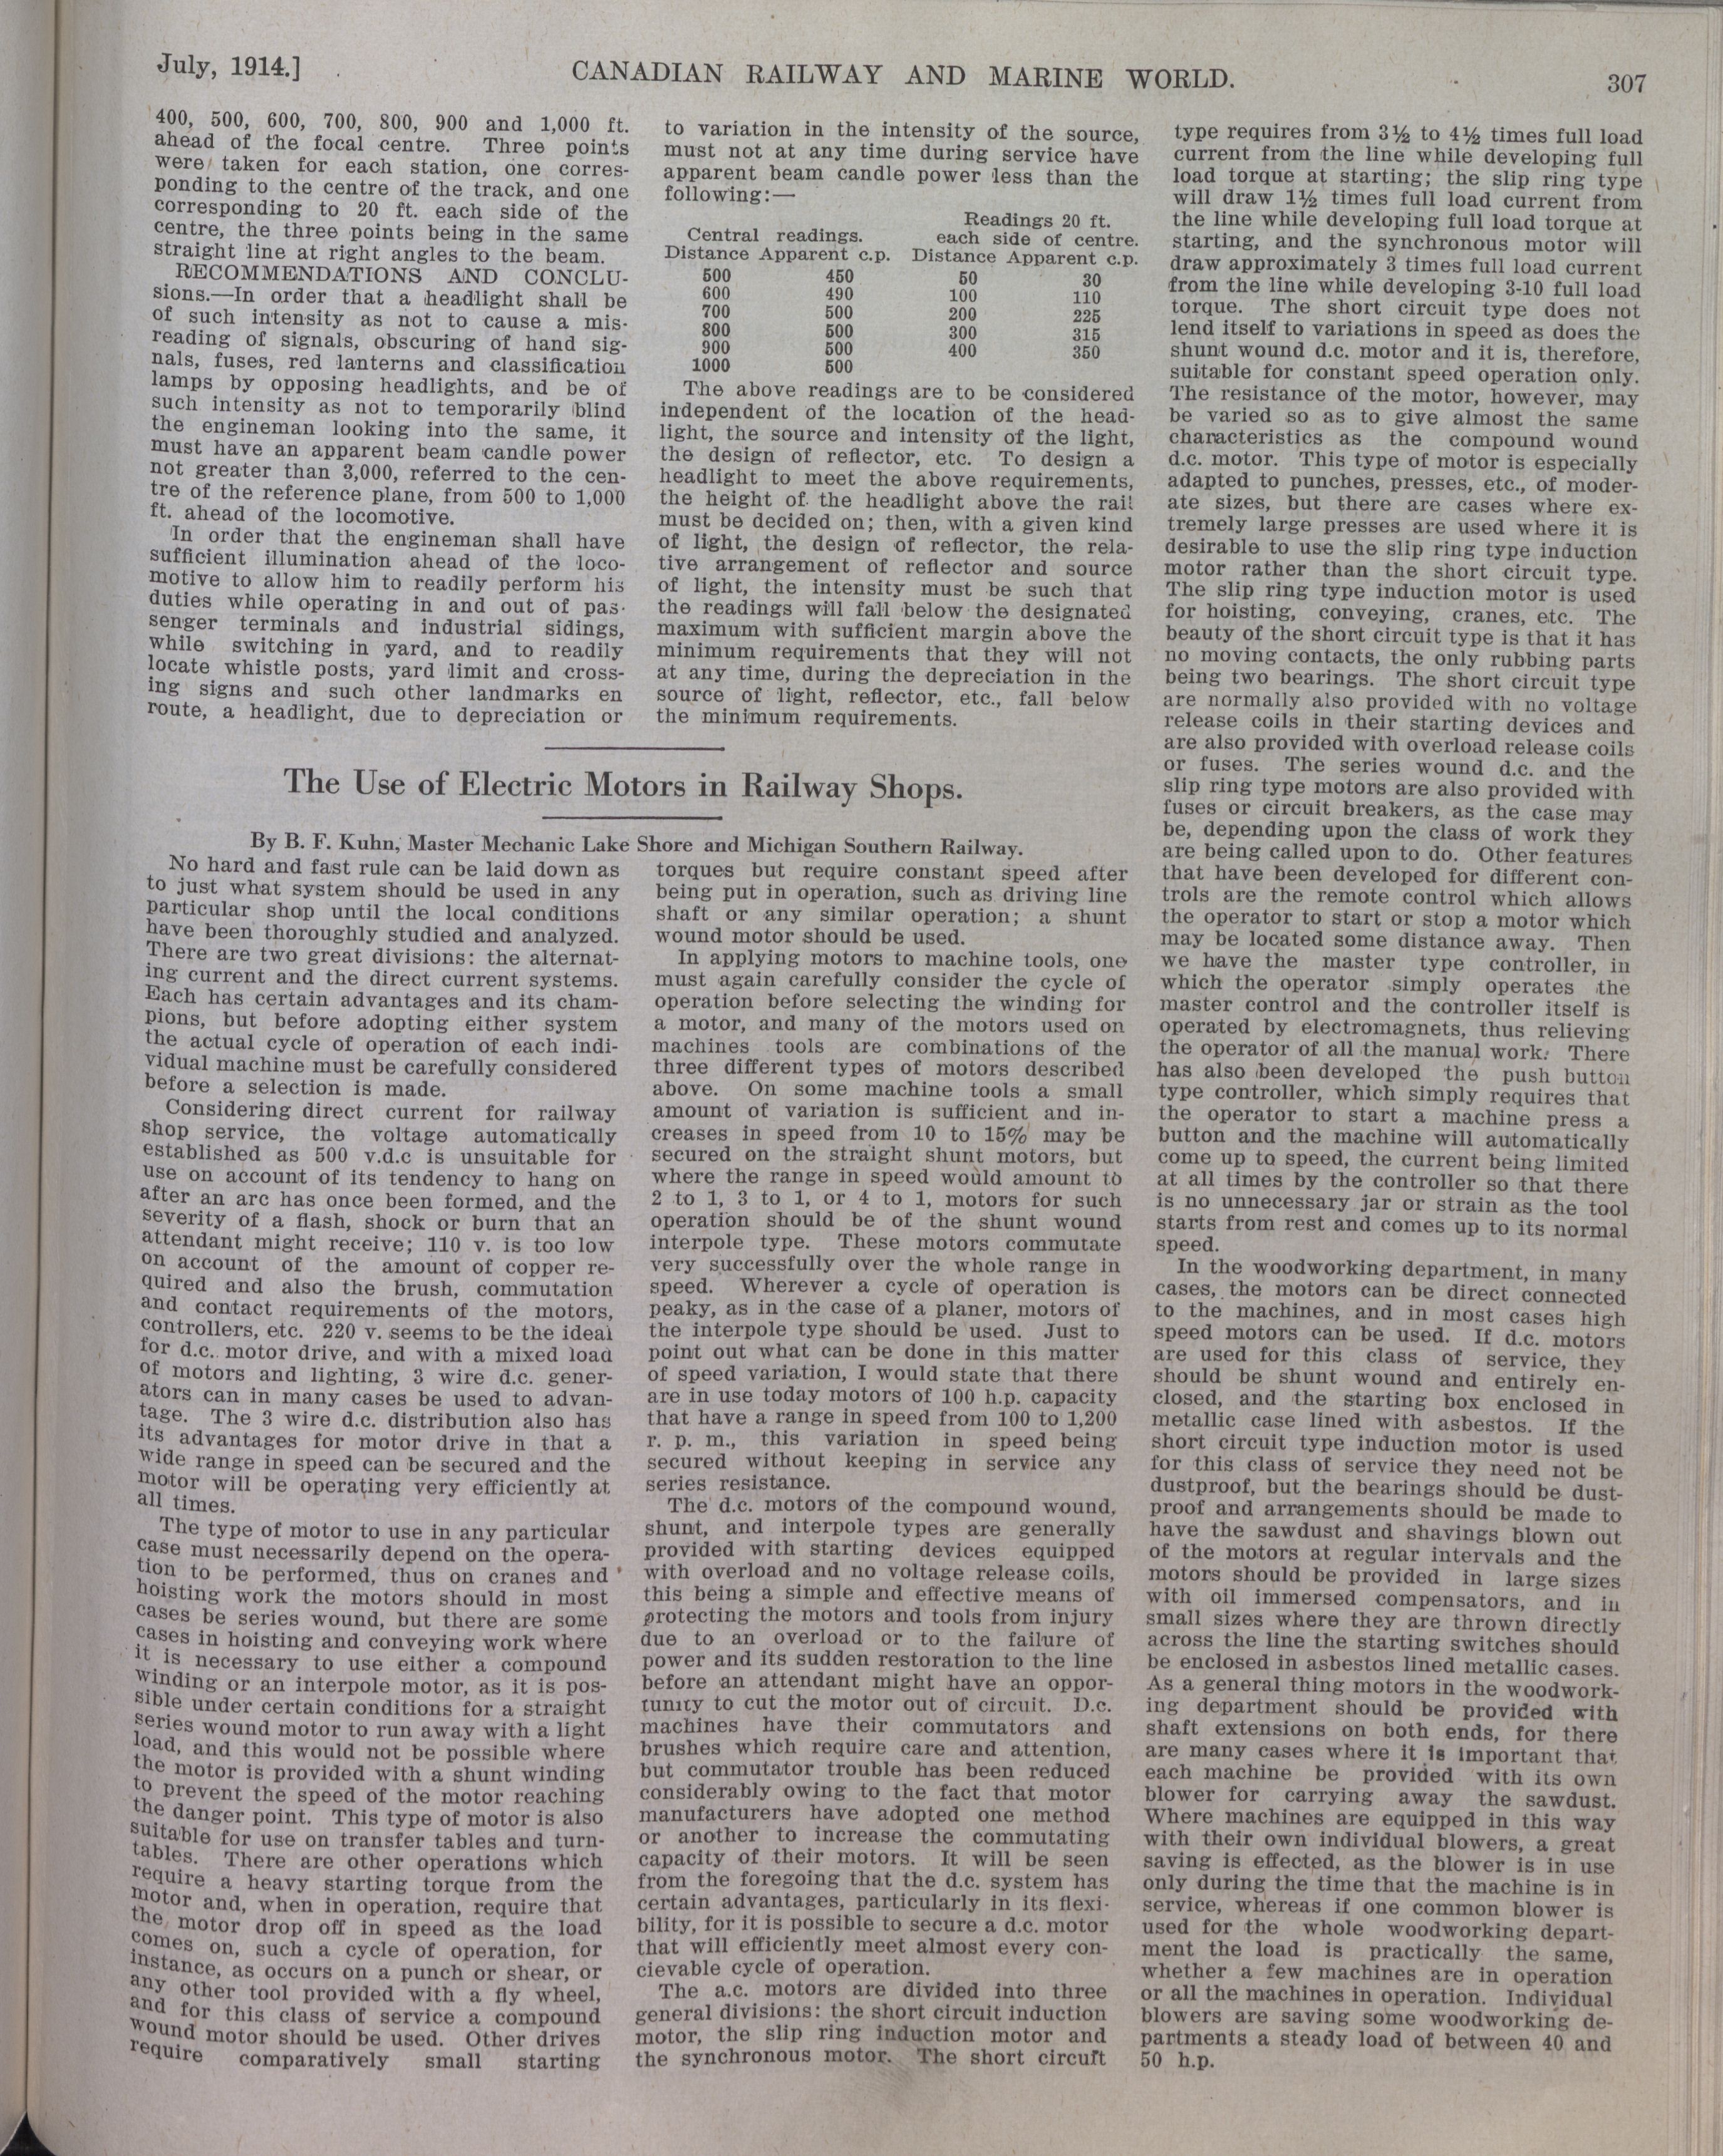 July, 1914.]
CANADIAN RAILWAY AND MARINE WORLD.
307
400, 500, 600, 700, 800, 900 and 1,000 ft.
ahead of the focal centre. Three points
were taken for each station, one corres-
ponding to the centre of the track, and one
corresponding to 20 ft. each side of the
centre, the three points being in the same
straight line at right angles to the beam.
RECOMMENDATIONS AND CONCLU-
sions.—In order that a headlight shall be
of such intensity as not to cause a mis-
reading of signals, obscuring of hand sig-
nals, fuses, red lanterns and classification
lamps by opposing headlights, and be of
such intensity as not to temporarily blind
the engineman looking into the same, it
must have an apparent beam candle power
not greater than 3,000, referred to the cen-
tre of the reference plane, from 500 to 1,000
ft. ahead of the locomotive.
In order that the engineman shall have
sufficient illumination ahead of the loco-
motive to allow him to readily perform his
duties while operating in and out of pas-
senger terminals and industrial sidings,
while switching in yard, and to readily
locate whistle posts, yard limit and cross-
ing signs and such other landmarks en
route, a headlight, due to depreciation or
to variation in the intensity of the source,
must not at any time during service have
apparent beam candle power less than the
following:—
Readings 20 ft.
Central readings. each side of centre.
Distance Apparent c.p. Distance Apparent c.p.
500 450 50 30
600 490 100 110
700 500 200 225
800 500 300 315
900 500 400 350
1000 500
The above readings are to be considered
independent of the location of the head-
light, the source and intensity of the light,
the design of reflector, etc. To design a
headlight to meet the above requirements,
the height of the headlight above the rail
must be decided on; then, with a given kind
of light, the design of reflector, the rela-
tive arrangement of reflector and source
of light, the intensity must be such that
the readings will fall below the designated
maximum with sufficient margin above the
minimum requirements that they will not
at any time, during the depreciation in the
source of light, reflector, etc., fall below
the minimum requirements.
The Use of Electric Motors in Railway Shops.
By B. F. Kuhn, Master Mechanic Lake Shore and Michigan Southern Railway.
No hard and fast rule can be laid down as
to just what system should be used in any
particular shop until the local conditions
have been thoroughly studied and analyzed.
There are two great divisions: the alternat-
ing current and the direct current systems.
Each has certain advantages and its cham-
pions, but before adopting either system
the actual cycle of operation of each indi-
vidual machine must be carefully considered
before a selection is made.
Considering direct current for railway
shop service, the voltage automatically
established as 500 v.d.c is unsuitable for
use on account of its tendency to hang on
after an arc has once been formed, and the
severity of a flash, shock or burn that an
attendant might receive; 110 v. is too low
on account of the amount of copper re-
quired and also the brush, commutation
and contact requirements of the motors,
controllers, etc. 220 v. seems to be the ideal
for d.c. motor drive, and with a mixed load
of motors and lighting, 3 wire d.c. gener-
ators can in many cases be used to advan-
tage. The 3 wire d.c. distribution also has
its advantages for motor drive in that a
wide range in speed can be secured and the
motor will be operating very efficiently at
all times.
The type of motor to use in any particular
case must necessarily depend on the opera-
tion to be performed, thus on cranes and
hoisting work the motors should in most
cases be series wound, but there are some
cases in hoisting and conveying work where
it is necessary to use either a compound
winding or an interpole motor, as it is pos-
sible under certain conditions for a straight
series wound motor to run away with a light
load, and this would not be possible where
the motor is provided with a shunt winding
to prevent the speed of the motor reaching
the danger point. This type of motor is also
suitable for use on transfer tables and turn-
tables. There are other operations which
require a heavy starting torque from the
motor and, when in operation, require that
the motor drop off in speed as the load
comes on, such a cycle of operation, for
instance, as occurs on a punch or shear, or
any other tool provided with a fly wheel,
and for this class of service a compound
wound motor should be used. Other drives
require comparatively small starting
torques but require constant speed after
being put in operation, such as driving line
shaft or any similar operation; a shunt
wound motor should be used.
In applying motors to machine tools, one
must again carefully consider the cycle of
operation before selecting the winding for
a motor, and many of the motors used on
machines tools are combinations of the
three different types of motors described
above. On some machine tools a small
amount of variation is sufficient and in-
creases in speed from 10 to 15% may be
secured on the straight shunt motors, but
where the range in speed would amount to
2 to 1, 3 to 1, or 4 to 1, motors for such
operation should be of the shunt wound
interpole type. These motors commutate
very successfully over the whole range in
speed. Wherever a cycle of operation is
peaky, as in the case of a planer, motors of
the interpole type should be used. Just to
point out what can be done in this matter
of speed variation, I would state that there
are in use today motors of 100 h.p. capacity
that have a range in speed from 100 to 1,200
r. p. m., this variation in speed being
secured without keeping in service any
series resistance.
The d.c. motors of the compound wound,
shunt, and interpole types are generally
provided with starting devices equipped
with overload and no voltage release coils,
this being a simple and effective means of
protecting the motors and tools from injury
due to an overload or to the failure of
power and its sudden restoration to the line
before an attendant might have an oppor-
tunity to cut the motor out of circuit. D.c.
machines have their commutators and
brushes which require care and attention,
but commutator trouble has been reduced
considerably owing to the fact that motor
manufacturers have adopted one method
or another to increase the commutating
capacity of their motors. It will be seen
from the foregoing that the d.c. system has
certain advantages, particularly in its flexi-
bility, for it is possible to secure a d.c. motor
that will efficiently meet almost every con-
cievable cycle of operation.
The a.c. motors are divided into three
general divisions: the short circuit induction
motor, the slip ring induction motor and
the synchronous motor. The short circuit
type requires from 3½ to 4½ times full load
current from the line while developing full
load torque at starting; the slip ring type
will draw 1½ times full load current from
the line while developing full load torque at
starting, and the synchronous motor will
draw approximately 3 times full load current
from the line while developing 3-10 full load
torque. The short circuit type does not
lend itself to variations in speed as does the
shunt wound d.c. motor and it is, therefore,
suitable for constant speed operation only.
The resistance of the motor, however, may
be varied so as to give almost the same
characteristics as the compound wound
d.c. motor. This type of motor is especially
adapted to punches, presses, etc., of moder-
ate sizes, but there are cases where ex-
tremely large presses are used where it is
desirable to use the slip ring type induction
motor rather than the short circuit type.
The slip ring type induction motor is used
for hoisting, conveying, cranes, etc. The
beauty of the short circuit type is that it has
no moving contacts, the only rubbing parts
being two bearings. The short circuit type
are normally also provided with no voltage
release coils in their starting devices and
are also provided with overload release coils
or fuses. The series wound d.c. and the
slip ring type motors are also provided with
fuses or circuit breakers, as the case may
be, depending upon the class of work they
are being called upon to do. Other features
that have been developed for different con-
trols are the remote control which allows
the operator to start or stop a motor which
may be located some distance away. Then
we have the master type controller, in
which the operator simply operates the
master control and the controller itself is
operated by electromagnets, thus relieving
the operator of all the manual work. There
has also been developed the push button
type controller, which simply requires that
the operator to start a machine press a
button and the machine will automatically
come up to speed, the current being limited
at all times by the controller so that there
is no unnecessary jar or strain as the tool
starts from rest and comes up to its normal
speed.
In the woodworking department, in many
cases, the motors can be direct connected
to the machines, and in most cases high
speed motors can be used. If d.c. motors
are used for this class of service, they
should be shunt wound and entirely en-
closed, and the starting box enclosed in
metallic case lined with asbestos. If the
short circuit type induction motor is used
for this class of service they need not be
dustproof, but the bearings should be dust-
proof and arrangements should be made to
have the sawdust and shavings blown out
of the motors at regular intervals and the
motors should be provided in large sizes
with oil immersed compensators, and in
small sizes where they are thrown directly
across the line the starting switches should
be enclosed in asbestos lined metallic cases.
As a general thing motors in the woodwork-
ing department should be provided with
shaft extensions on both ends, for there
are many cases where it is important that
each machine be provided with its own
blower for carrying away the sawdust.
Where machines are equipped in this way
with their own individual blowers, a great
saving is effected, as the blower is in use
only during the time that the machine is in
service, whereas if one common blower is
used for the whole woodworking depart-
ment the load is practically the same,
whether a few machines are in operation
or all the machines in operation. Individual
blowers are saving some woodworking de-
partments a steady load of between 40 and
50 h.p.